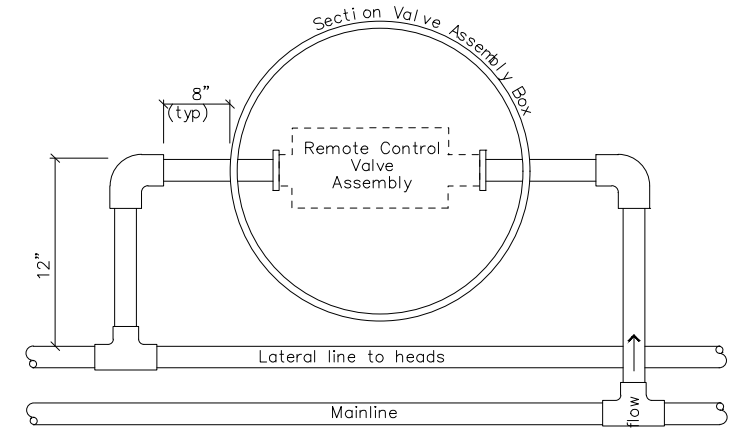 Section Valve Assembly Box
8"
(typ)
Remote Control
Valve
Assembly
12"
Lateral line to heads
Mainline
flow